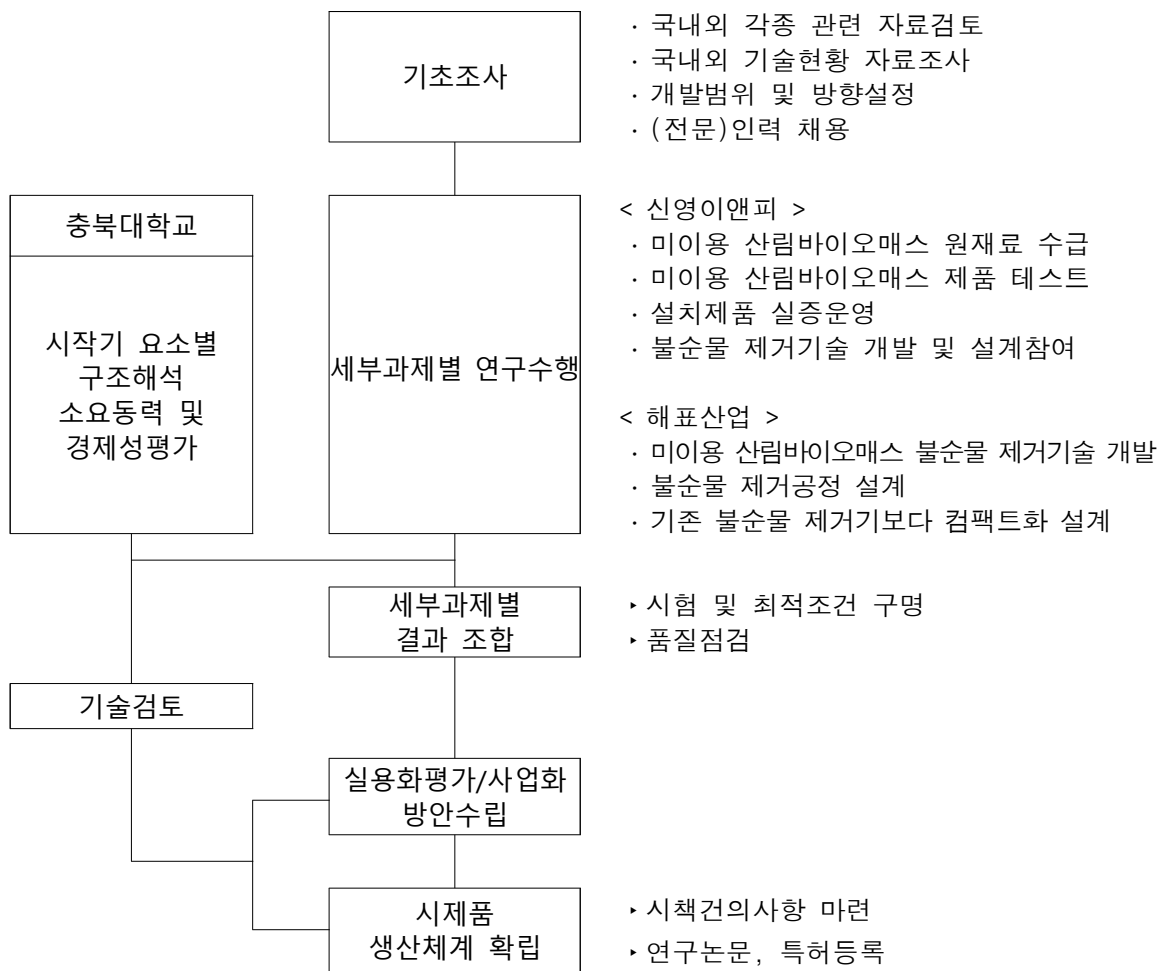 기초조사
· 국내외 각종 관련 자료검토
· 국내외 기술현황 자료조사
· 개발범위 및 방향설정
· (전문)인력 채용
충북대학교
시작기 요소별
구조해석
소요동력 및
경제성평가
세부과제별 연구수행
< 신영이앤피 >
· 미이용 산림바이오매스 원재료 수급
· 미이용 산림바이오매스 제품 테스트
· 설치제품 실증운영
· 불순물 제거기술 개발 및 설계참여
< 해표산업 >
· 미이용 산림바이오매스 불순물 제거기술 개발
· 불순물 제거공정 설계
· 기존 불순물 제거기보다 컴팩트화 설계
세부과제별
결과 조합
‣ 시험 및 최적조건 구명
‣ 품질점검
기술검토
실용화평가/사업화
방안수립
시제품
생산체계 확립
‣ 시책건의사항 마련
‣ 연구논문, 특허등록